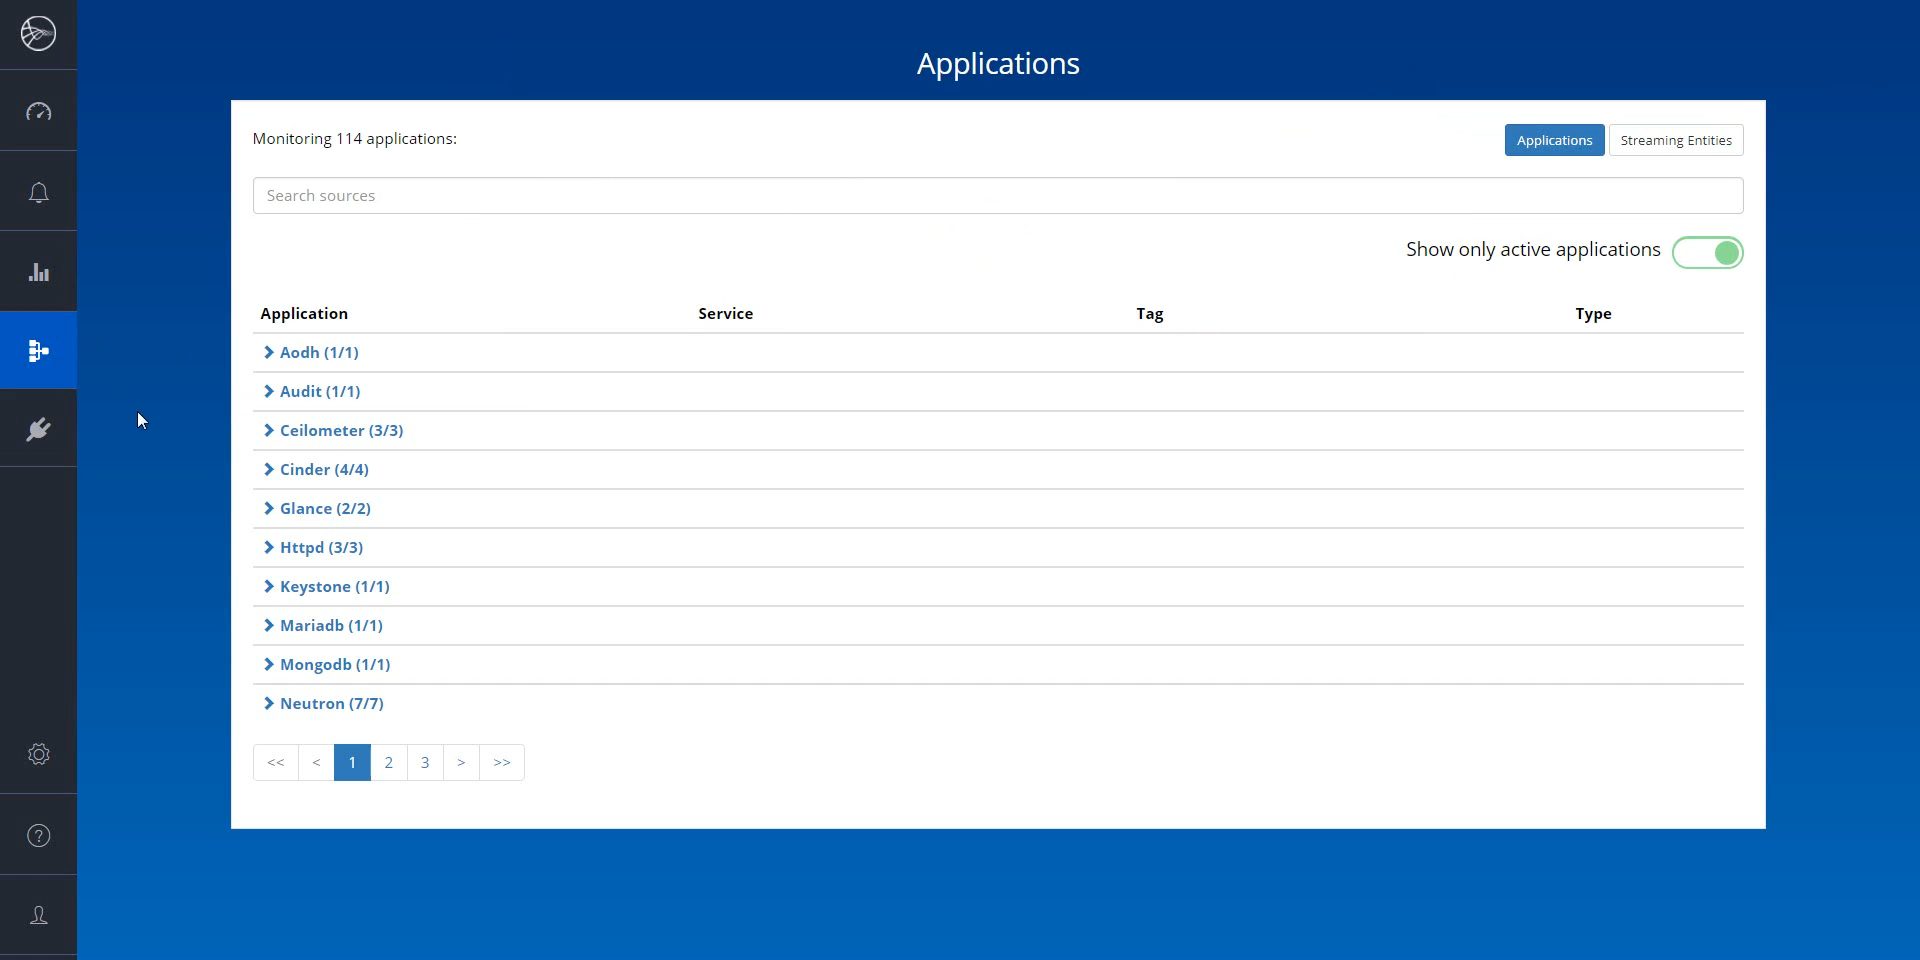 Applications
Monitoring 114 applications:
Applications
Streaming Entities
Search sources
Show only active applications
Application Service Tag Type
Aodh (1/1)
Audit (1/1)
Ceilometer (3/3)
Cinder (4/4)
Glance (2/2)
Httpd (3/3)
Keystone (1/1)
Mariadb (1/1)
Mongodb (1/1)
Neutron (7/7)
<< < 1 2 3 > >>
?